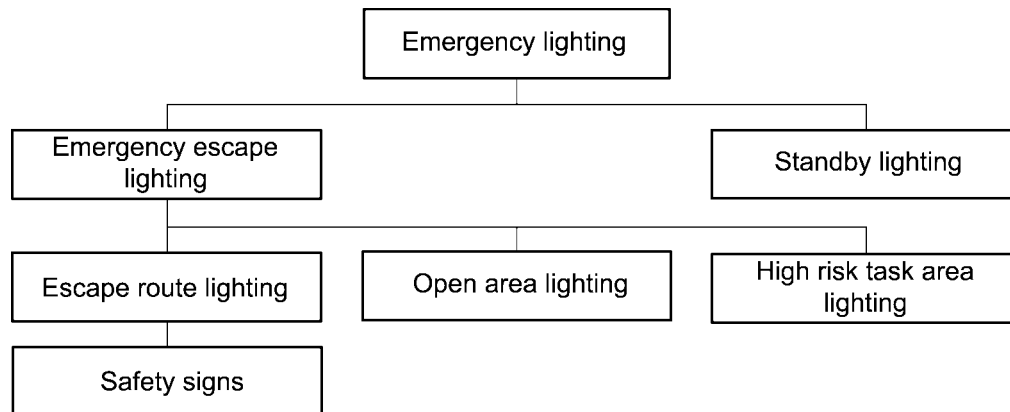 Emergency lighting
Emergency escape
lighting
Standby lighting
Escape route lighting
Open area lighting
High risk task area
lighting
Safety signs